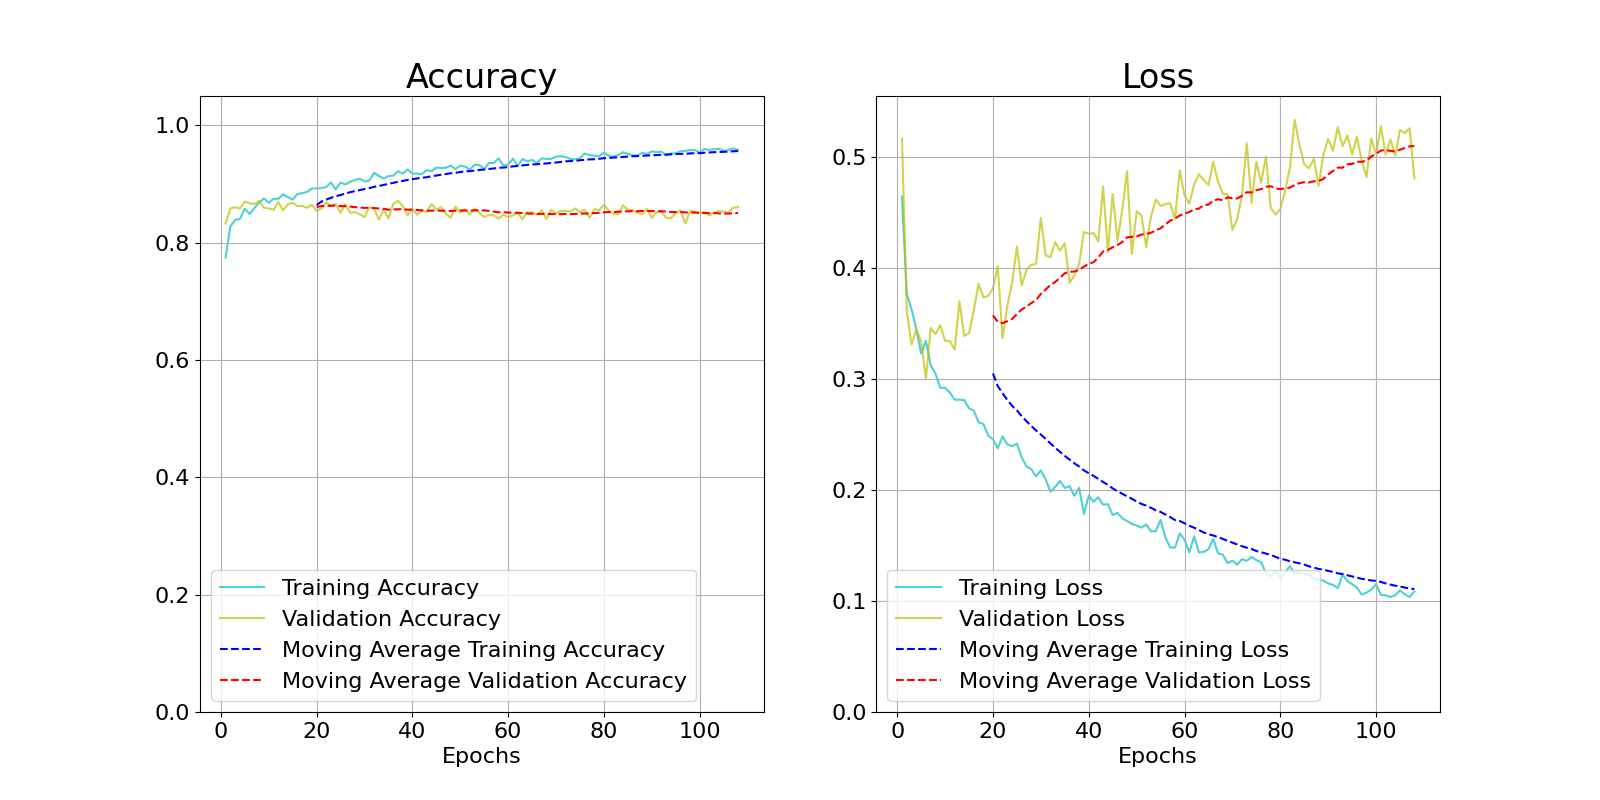 Accuracy
1.0
0.8
0.6
0.4
0.2
0.0
Training Accuracy
Validation Accuracy
Moving Average Training Accuracy
Moving Average Validation Accuracy
0 20 40 60 80 100
Epochs
Loss
0.5
0.4
0.3
0.2
0.1
0.0
Training Loss
Validation Loss
Moving Average Training Loss
Moving Average Validation Loss
0 20 40 60 80 100
Epochs